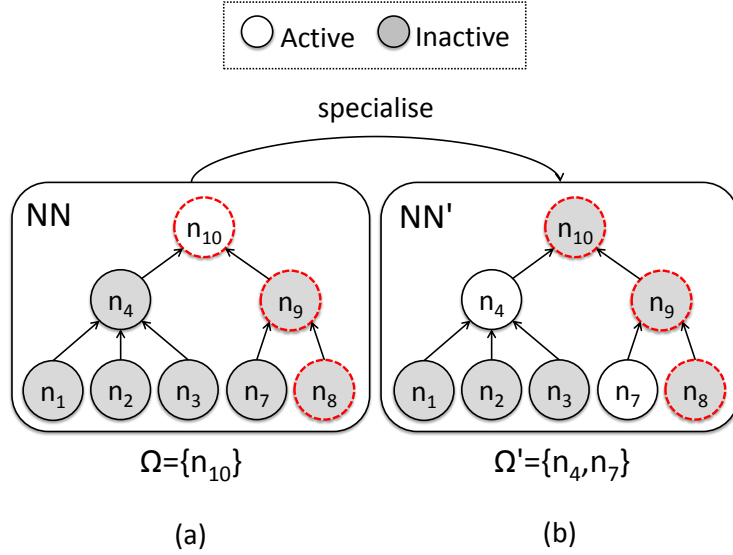 Active Inactive
specialise
NN
n10
n4
n9
n1 n2 n3 n7 n8
Ω={n10}
(a)
NN'
n10
n4
n9
n1 n2 n3 n7 n8
Ω'={n4,n7}
(b)